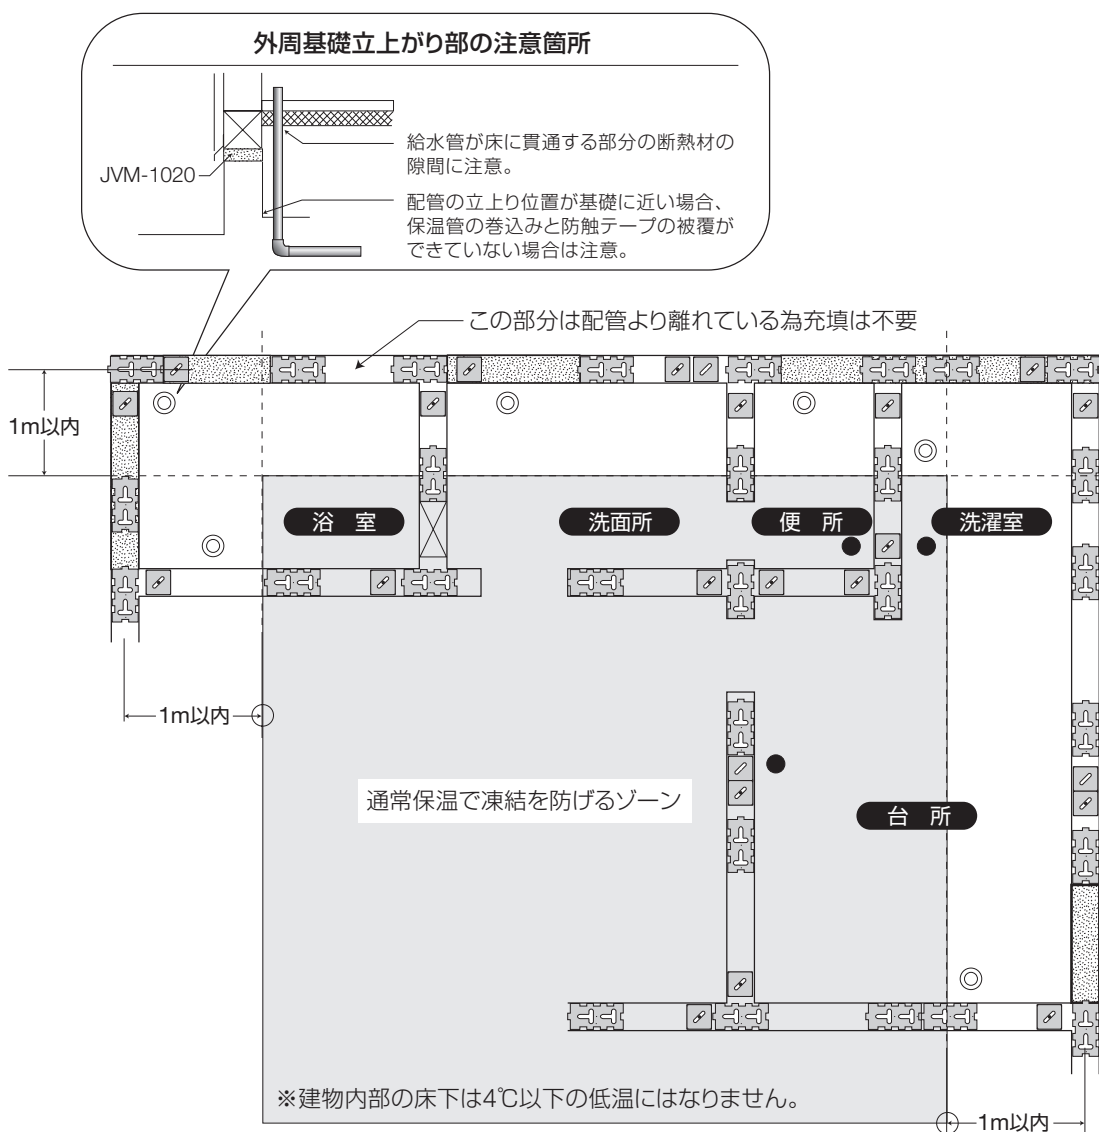 外周基礎立上がり部の注意箇所
給水管が床に貫通する部分の断熱材の
隙間に注意。
JVM-1020
配管の立上り位置が基礎に近い場合、
保温管の巻込みと防触テープの被覆が
できていない場合は注意。
この部分は配管より離れている為充填は不要
1m以内
浴 室
洗面所
便 所
洗濯室
1m以内
通常保温で凍結を防げるゾーン
台 所
※建物内部の床下は4℃以下の低温にはなりません。
1m以内